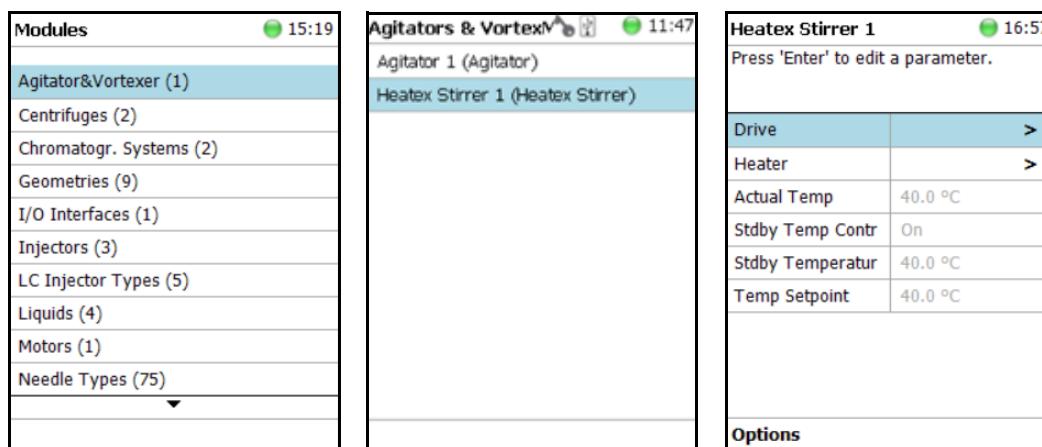 Modules 15:19
Agitator&Vortexer (1)
Centrifuges (2)
Chromatogr. Systems (2)
Geometries (9)
I/O Interfaces (1)
Injectors (3)
LC Injector Types (5)
Liquids (4)
Motors (1)
Needle Types (75)
Agitators & Vortex 11:47
Agitator 1 (Agitator)
Heatex Stirrer 1 (Heatex Stirrer)
Heatex Stirrer 1
Press 'Enter' to edit a parameter.
Drive >
Heater >
Actual Temp 40.0 °C
Stdby Temp Contr On
Stdby Temperatur 40.0 °C
Temp Setpoint 40.0 °C
Options